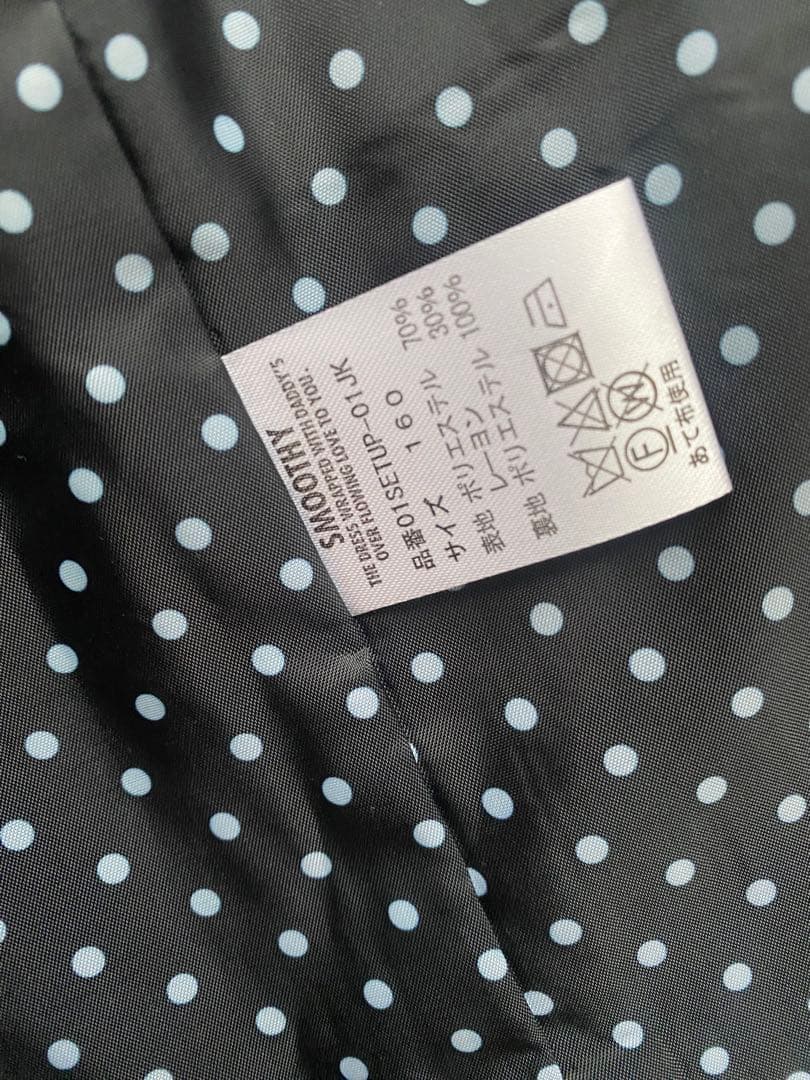 SMOOTHY
THE DRESS WRAPPED WITH DADDY'S
OVER FLOWING LOVE TO YOU.
品番01SETUP-01JK
サイズ 160
表地 ポリエステル 70%
レーヨン 30%
裏地 ポリエステル 100%
F W
あて布使用